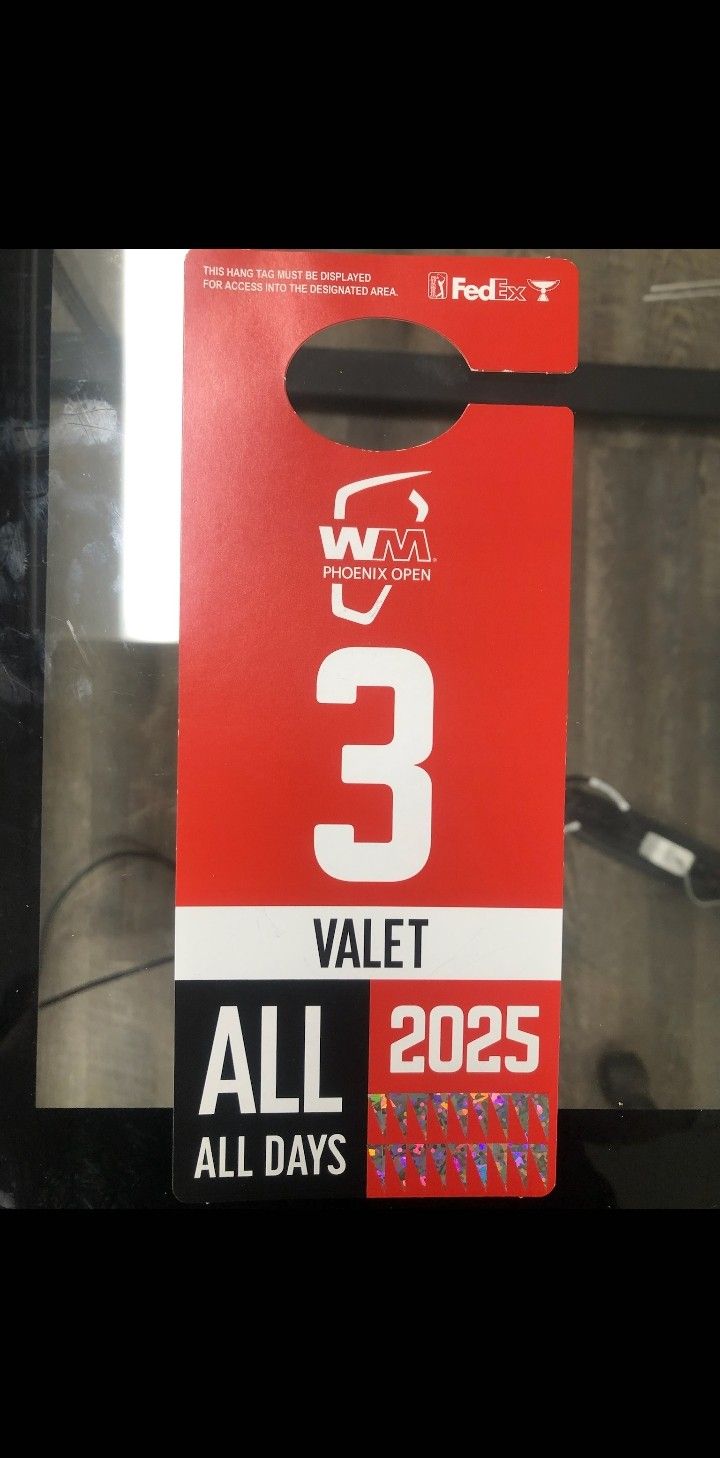 THIS HANG TAG MUST BE DISPLAYED
FOR ACCESS INTO THE DESIGNATED AREA.
FedEx
WM
PHOENIX OPEN
3
VALET
ALL
ALL DAYS
2025